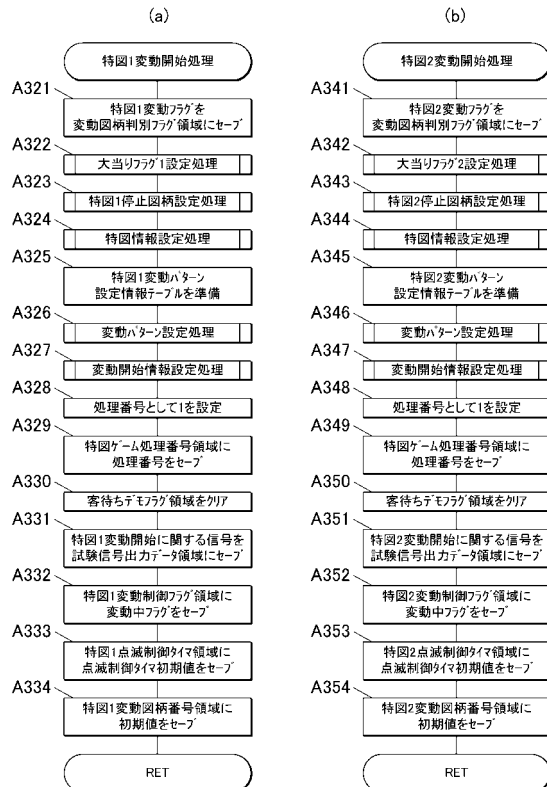 (a)
特図1変動開始処理
A321
特図1変動フラグを
変動図柄判別フラグ領域にセーブ
A322
大当りフラグ1設定処理
A323
特図1停止図柄設定処理
A324
特図情報設定処理
A325
特図1変動パターン
設定情報テーブルを準備
A326
変動パターン設定処理
A327
変動開始情報設定処理
A328
処理番号として1を設定
A329
特図ゲーム処理番号領域に
処理番号をセーブ
A330
客待ちデモフラグ領域をクリア
A331
特図1変動開始に関する信号を
試験信号出力データ領域にセーブ
A332
特図1変動制御フラグ領域に
変動中フラグをセーブ
A333
特図1点滅制御タイマ領域に
点滅制御タイマ初期値をセーブ
A334
特図1変動図柄番号領域に
初期値をセーブ
RET
(b)
特図2変動開始処理
A341
特図2変動フラグを
変動図柄判別フラグ領域にセーブ
A342
大当りフラグ2設定処理
A343
特図2停止図柄設定処理
A344
特図情報設定処理
A345
特図2変動パターン
設定情報テーブルを準備
A346
変動パターン設定処理
A347
変動開始情報設定処理
A348
処理番号として1を設定
A349
特図ゲーム処理番号領域に
処理番号をセーブ
A350
客待ちデモフラグ領域をクリア
A351
特図2変動開始に関する信号を
試験信号出力データ領域にセーブ
A352
特図2変動制御フラグ領域に
変動中フラグをセーブ
A353
特図2点滅制御タイマ領域に
点滅制御タイマ初期値をセーブ
A354
特図2変動図柄番号領域に
初期値をセーブ
RET